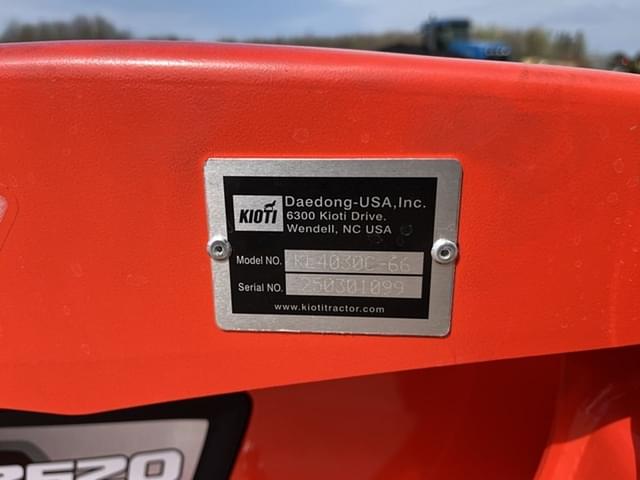 KIOTI
Daedong-USA, Inc.
6300 Kioti Drive.
Wendell, NC USA
Model NO. KL4030C-66
Serial NO. 250301099
www.kiotitractor.com
2520